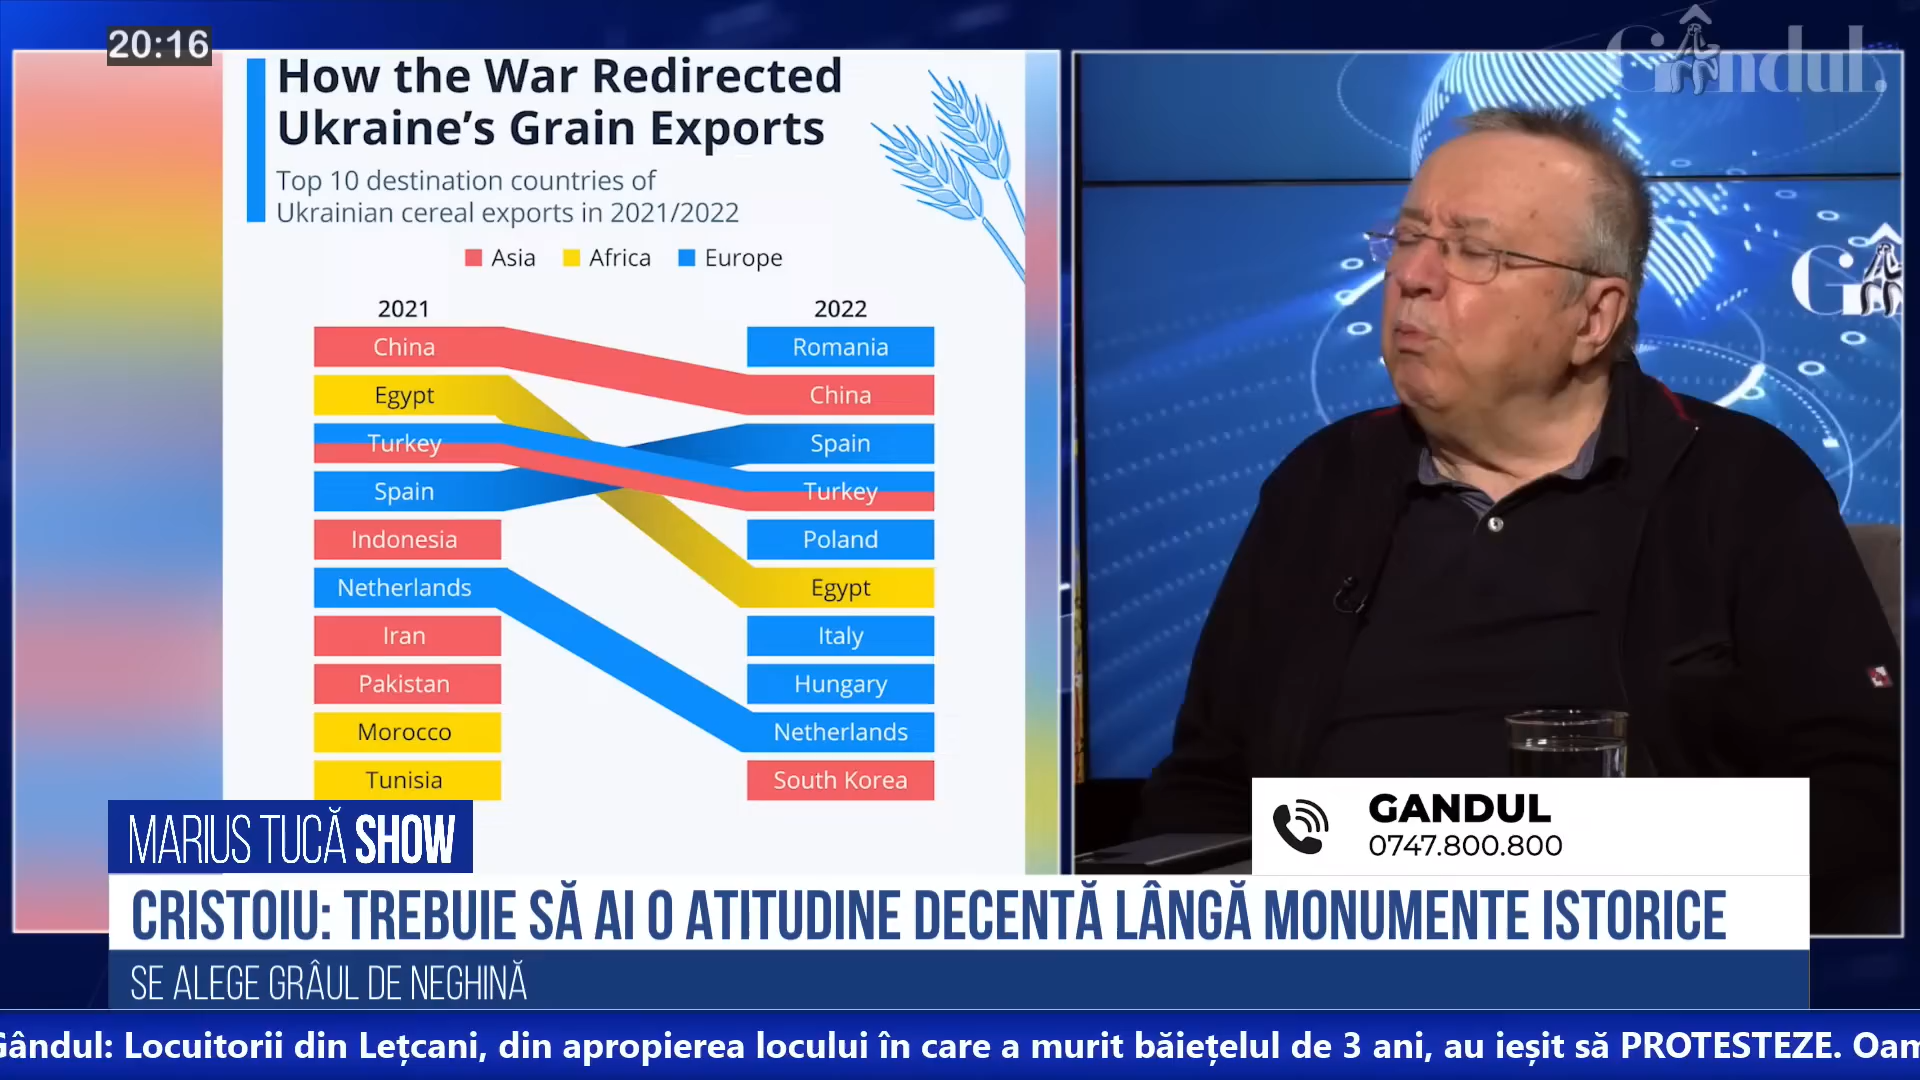 20:16
How the War Redirected
Ukraine’s Grain Exports
Top 10 destination countries of
Ukrainian cereal exports in 2021/2022
Asia Africa Europe
2021
China
Egypt
Turkey
Spain
Indonesia
Netherlands
Iran
Pakistan
Morocco
Tunisia
2022
Romania
China
Spain
Turkey
Poland
Egypt
Italy
Hungary
Netherlands
South Korea
Gândul.
GANDUL
0747.800.800
MARIUS TUCĂ SHOW
CRISTOIU: TREBUIE SĂ AI O ATITUDINE DECENTĂ LÂNGĂ MONUMENTE ISTORICE
SE ALEGE GRÂUL DE NEGHINĂ
Gândul: Locuitorii din Lețcani, din apropierea locului în care a murit băiețelul de 3 ani, au ieșit să PROTESTEZE. Oam